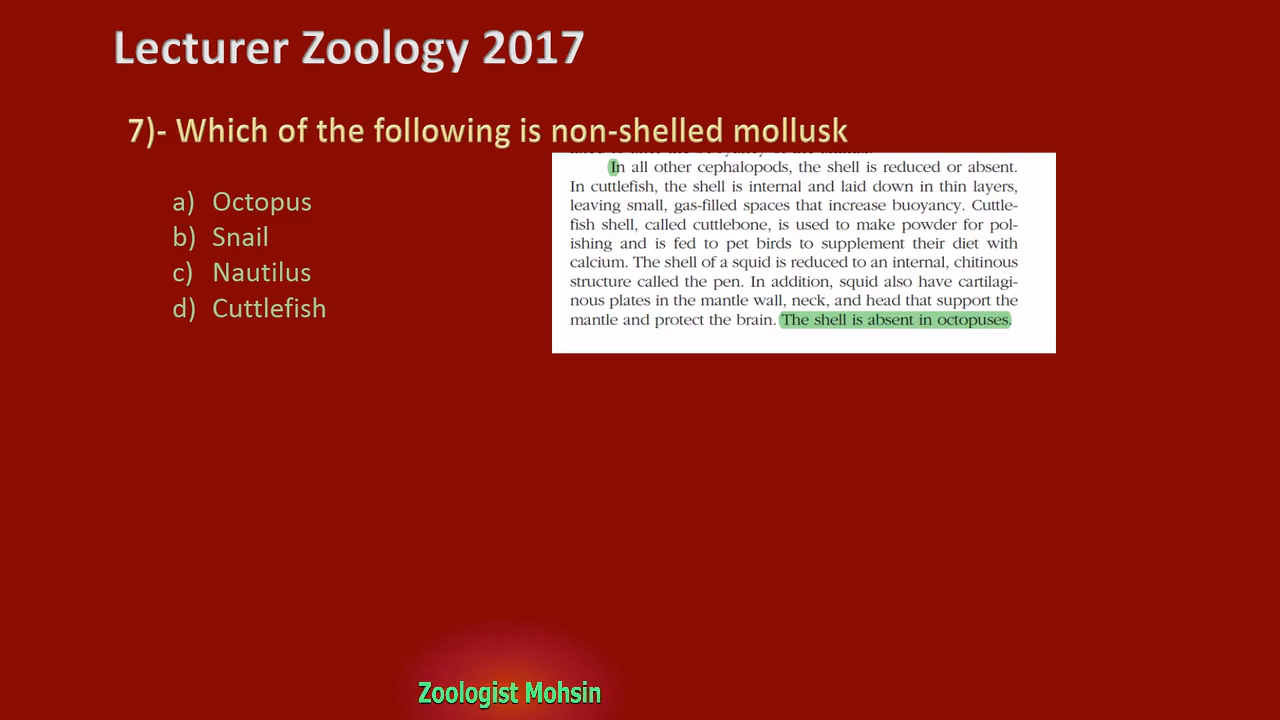 Lecturer Zoology 2017
7)- Which of the following is non-shelled mollusk
a) Octopus
b) Snail
c) Nautilus
d) Cuttlefish
In all other cephalopods, the shell is reduced or absent.
In cuttlefish, the shell is internal and laid down in thin layers,
leaving small, gas-filled spaces that increase buoyancy. Cuttle-
fish shell, called cuttlebone, is used to make powder for pol-
ishing and is fed to pet birds to supplement their diet with
calcium. The shell of a squid is reduced to an internal, chitinous
structure called the pen. In addition, squid also have cartilagi-
nous plates in the mantle wall, neck, and head that support the
mantle and protect the brain. The shell is absent in octopuses.
Zoologist Mohsin